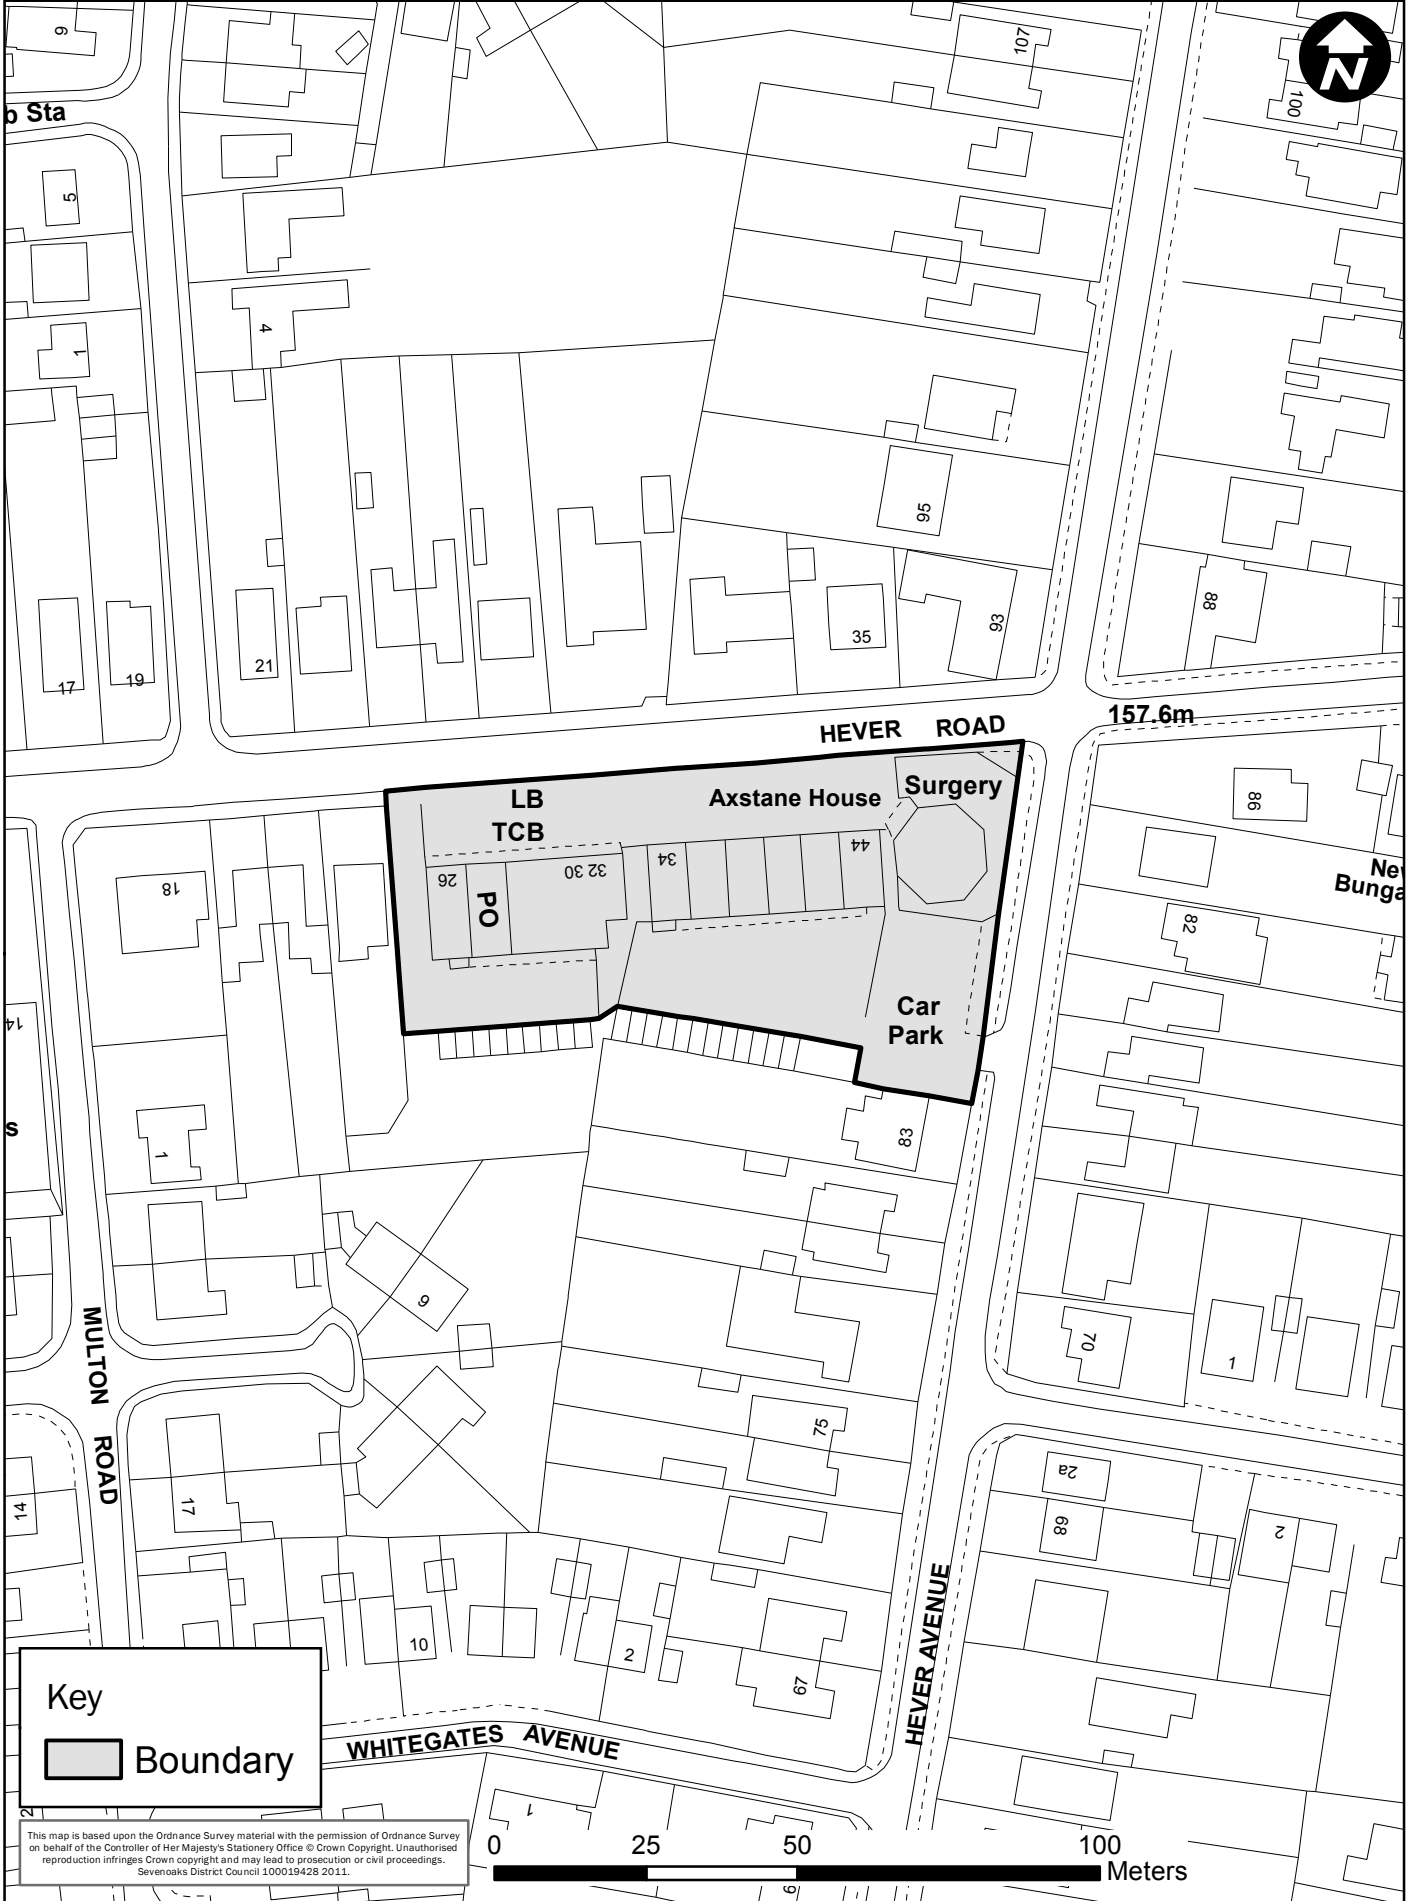 9
107
N
100
b Sta
5
4
1
95
88
17
19
21
35
93
HEVER ROAD
157.6m
LB
TCB
Axstane House
Surgery
86
26
PO
32 30
34
44
18
Bunga
82
14
Car
Park
s
1
83
9
MULTON ROAD
70
1
75
14
17
2a
68
2
10
2
67
HEVER AVENUE
Key
Boundary
WHITEGATES AVENUE
2
1
This map is based upon the Ordnance Survey material with the permission of Ordnance Survey
on behalf of the Controller of Her Majesty's Stationery Office © Crown Copyright. Unauthorised
reproduction infringes Crown copyright and may lead to prosecution or civil proceedings.
Sevenoaks District Council 100019428 2011.
0 25 50 100
Meters